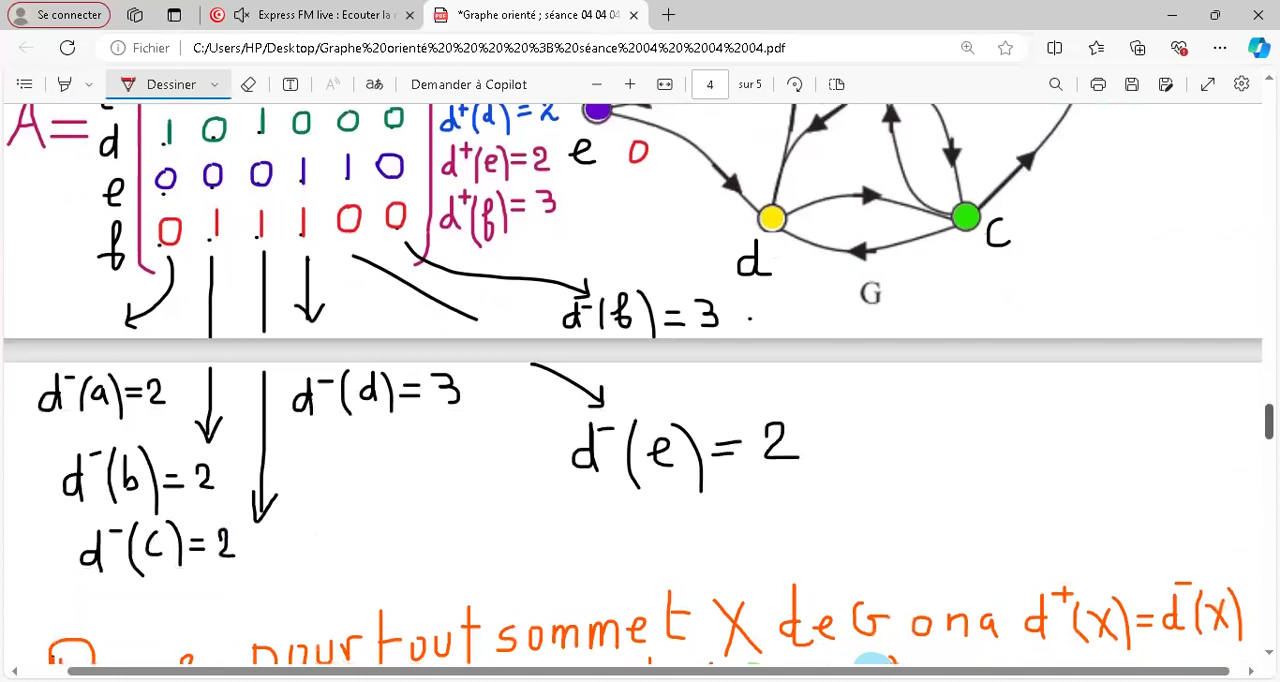 Se connecter
Express FM live : Ecouter la r
*Graphe orienté ; séance 04 04 04
Fichier
C:/Users/HP/Desktop/Graphe%20orienté%20%20%20%20%3B%20séance%2004%20%2004%2004.pdf
Dessiner
Demander à Copilot
4 sur 5
A=
d 1 0 1 0 0 0 d⁺(d)=2
e 0 0 0 1 1 0 d⁺(e)=2
f 0 1 1 1 0 0 d⁺(f)=3
e 0
d
c
G
d⁻(f)=3
d⁻(a)=2
d⁻(d)=3
d⁻(e)=2
d⁻(b)=2
d⁻(c)=2
pour tout sommet X de G on a d⁺(x)=d⁻(x)